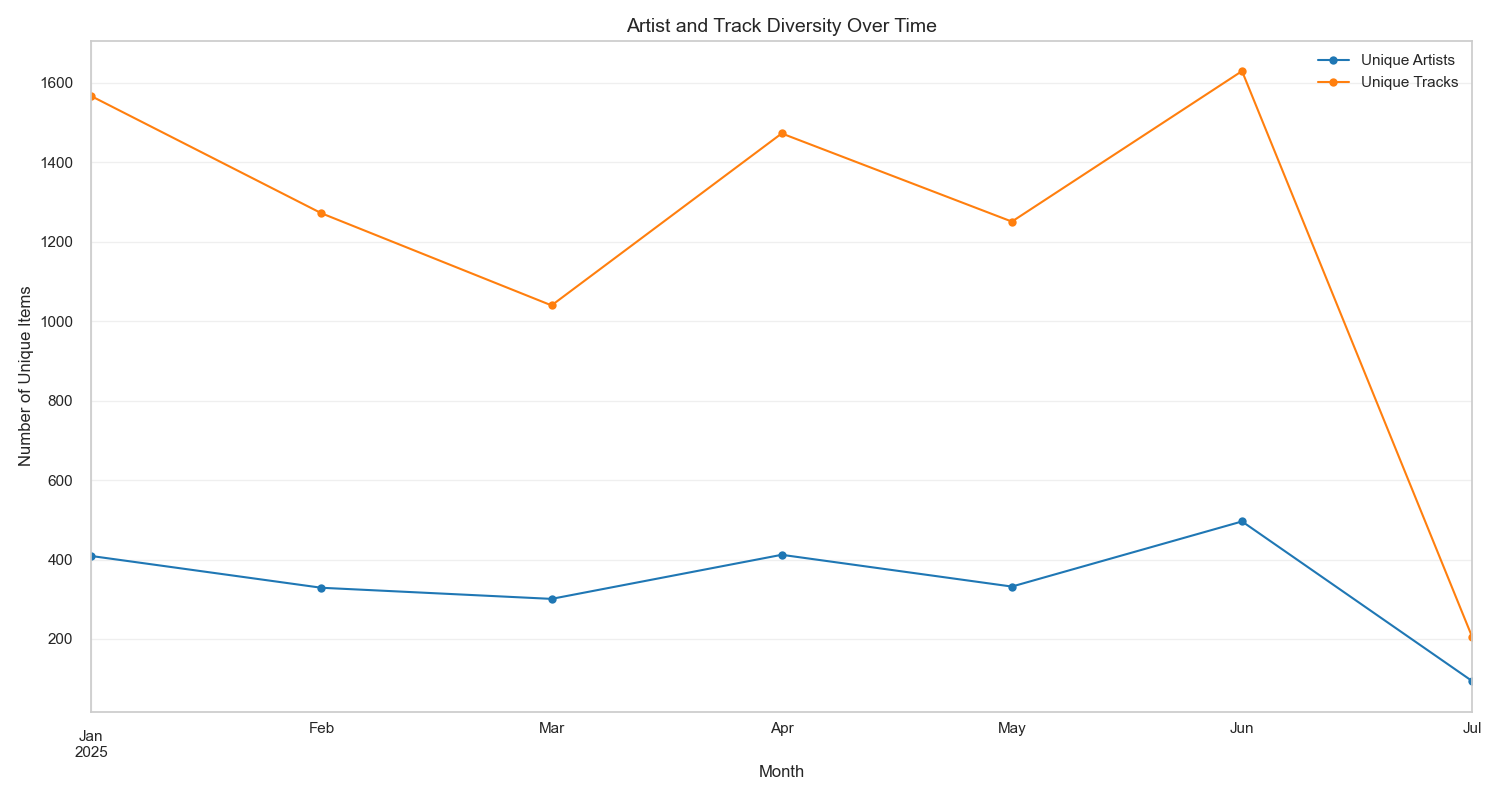 Artist and Track Diversity Over Time
Unique Artists
Unique Tracks
Number of Unique Items
1600
1400
1200
1000
800
600
400
200
Jan
2025
Feb
Mar
Apr
May
Jun
Jul
Month